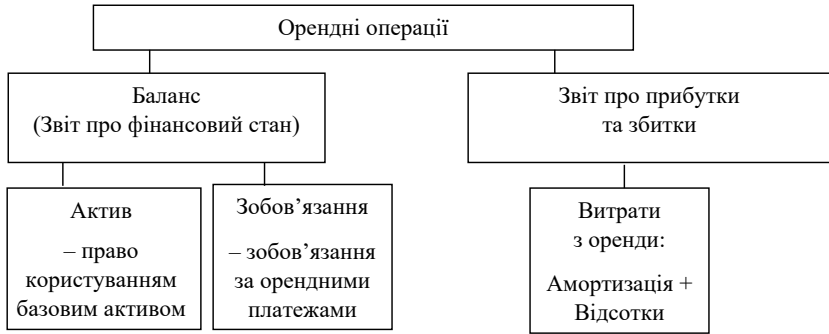 Орендні операції
Баланс
(Звіт про фінансовий стан)
Звіт про прибутки
та збитки
Актив
– право
користуванням
базовим активом
Зобов’язання
– зобов’язання
за орендними
платежами
Витрати
з оренди:
Амортизація +
Відсотки